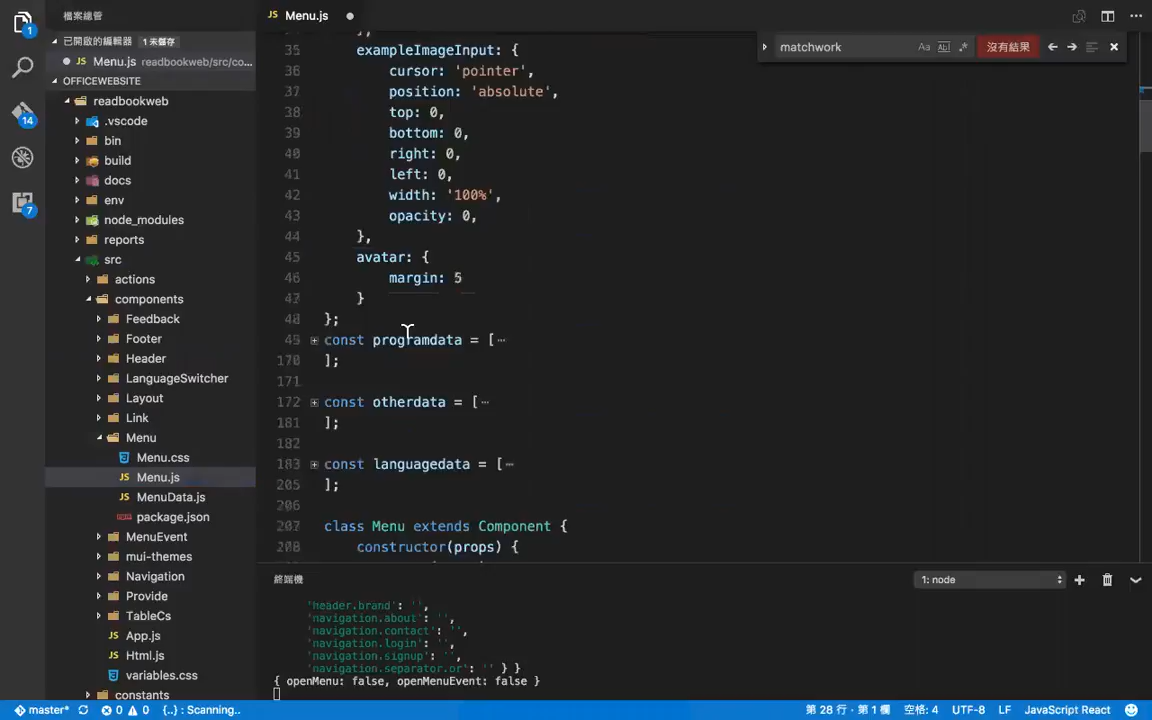 檔案總管
Menu.js
已開啟的編輯器 1 未儲存
Menu.js readbookweb/src/co...
OFFICEWEBSITE
readbookweb
.vscode
bin
build
docs
env
node_modules
reports
src
actions
components
Feedback
Footer
Header
LanguageSwitcher
Layout
Link
Menu
Menu.css
Menu.js
MenuData.js
package.json
MenuEvent
mui-themes
Navigation
Provide
TableCs
App.js
Html.js
variables.css
constants
1
14
7
matchwork
Aa Abl .*
沒有結果
35 exampleImageInput: {
36 cursor: 'pointer',
37 position: 'absolute',
38 top: 0,
39 bottom: 0,
40 right: 0,
41 left: 0,
42 width: '100%',
43 opacity: 0,
44 },
45 avatar: {
46 margin: 5
47 }
48 };
49 const programdata = [⋯
170 ];
171
172 const otherdata = [⋯
181 ];
182
183 const languagedata = [⋯
205 ];
206
207 class Menu extends Component {
208 constructor(props) {
終端機
1: node
'header.brand': '',
'navigation.about': '',
'navigation.contact': '',
'navigation.login': '',
'navigation.signup': '',
'navigation.separator.or': '' } }
{ openMenu: false, openMenuEvent: false }
master* 0 0 {..} : Scanning..
第 28 行，第 1 欄 空格: 4 UTF-8 LF JavaScript React